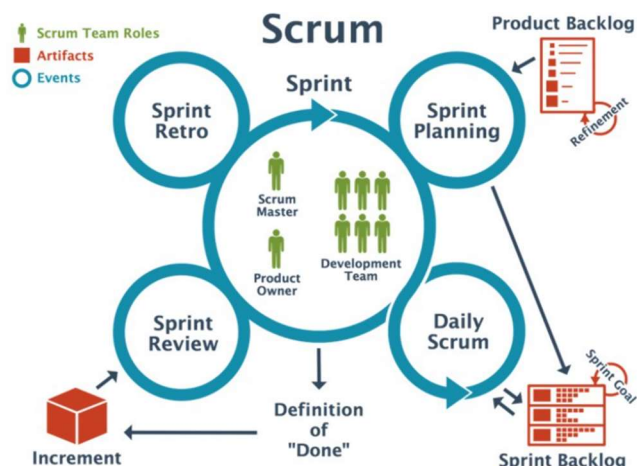 Scrum Team Roles
Artifacts
Events
Scrum
Product Backlog
Refinement
Sprint
Sprint
Retro
Sprint
Planning
Scrum
Master
Product
Owner
Development
Team
Sprint
Review
Daily
Scrum
Sprint Goal
Definition
of
"Done"
Increment
Sprint Backlog